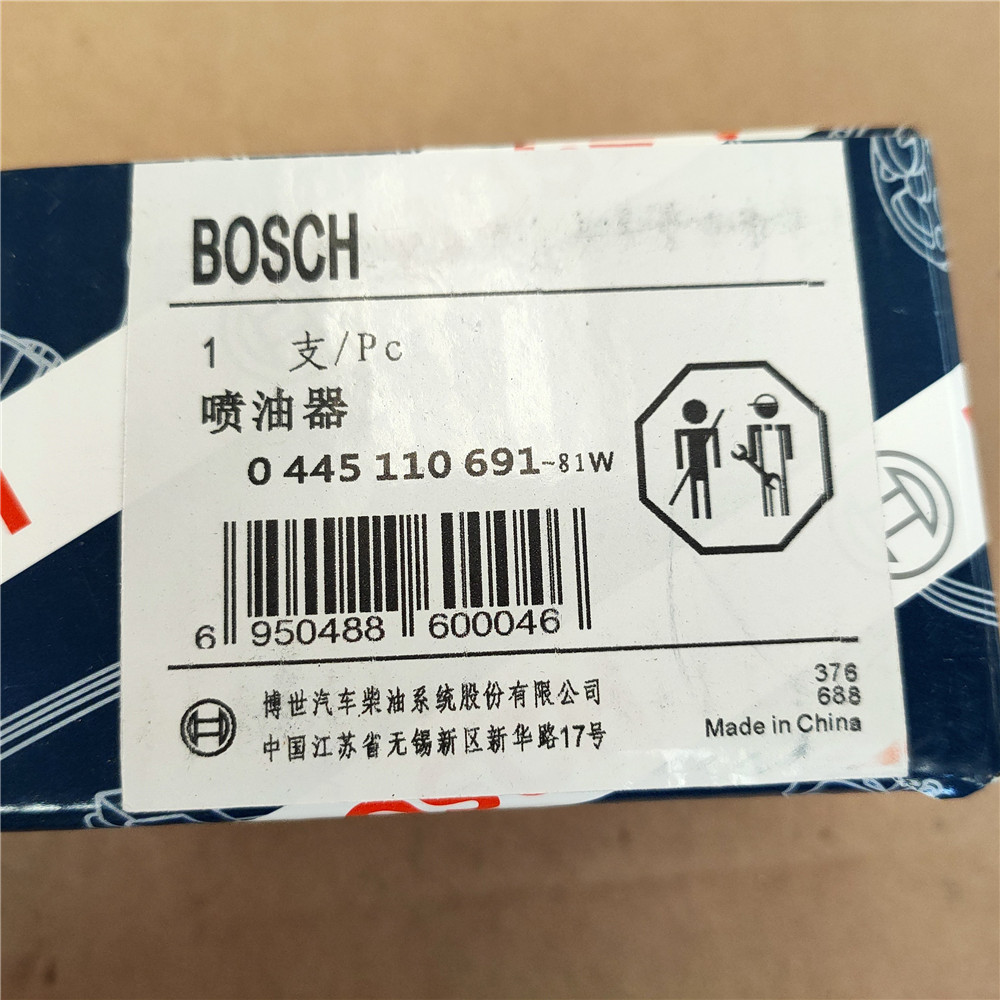 BOSCH
1 支/Pc
喷油器
0 445 110 691-81W
6 950488 600046
376
688
博世汽车柴油系统股份有限公司
中国江苏省无锡新区新华路17号
Made in China